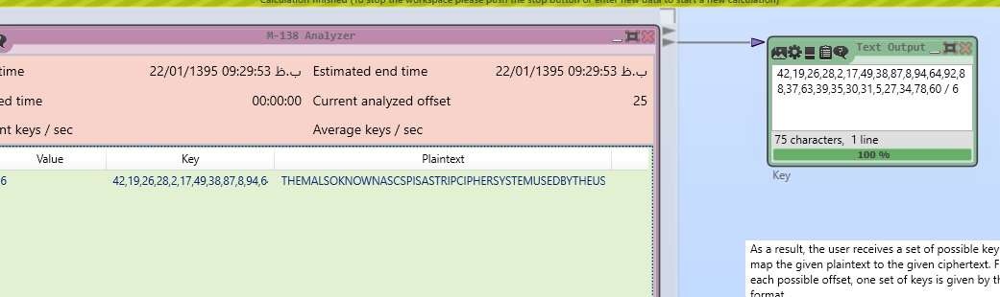 Calculation finished (To stop the workspace please push the stop button or enter new data to start a new calculation)
M-138 Analyzer
time 22/01/1395 09:29:53 ب.ظ Estimated end time 22/01/1395 09:29:53 ب.ظ
ed time 00:00:00 Current analyzed offset 25
nt keys / sec Average keys / sec
Value Key Plaintext
6 42,19,26,28,2,17,49,38,87,8,94,6 THEMALSOKNOWNASCSPISASTRIPCIPHERSYSTEMUSEDBYTHEUS
Text Output
42,19,26,28,2,17,49,38,87,8,94,64,92,8
8,37,63,39,35,30,31,5,27,34,78,60 / 6
75 characters, 1 line
100 %
Key
As a result, the user receives a set of possible key
map the given plaintext to the given ciphertext. F
each possible offset, one set of keys is given by th
format